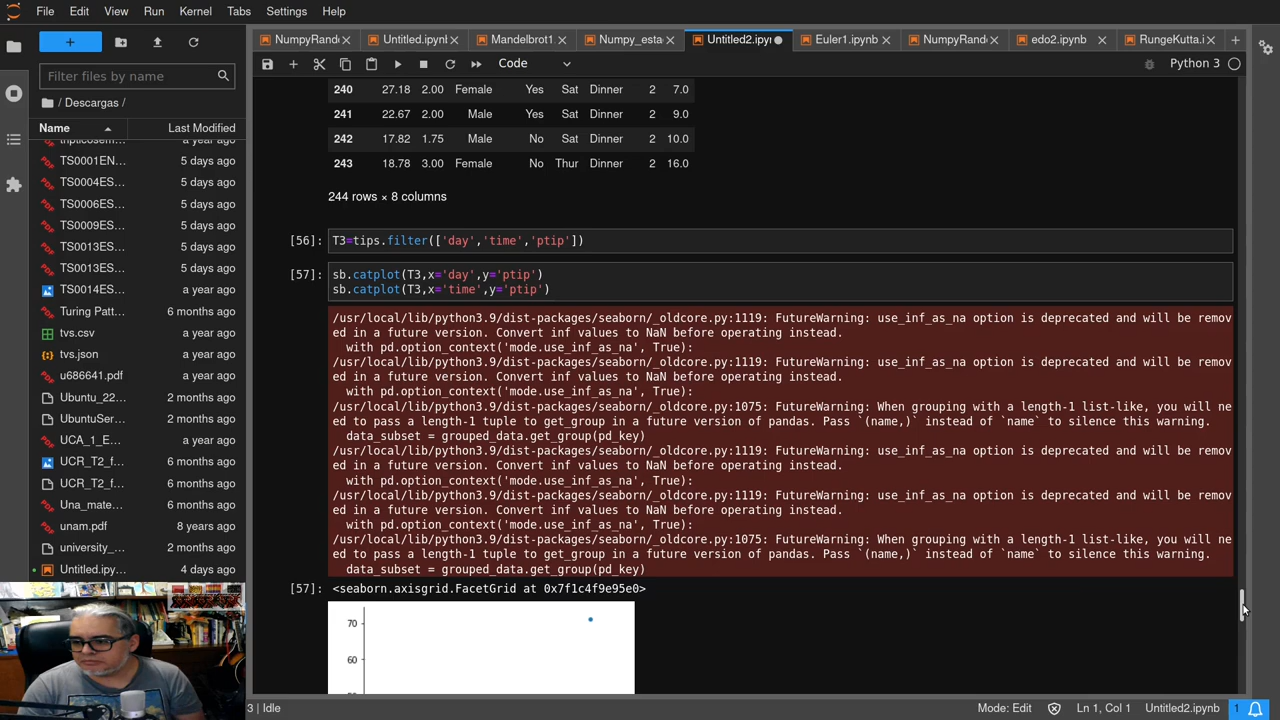 File Edit View Run Kernel Tabs Settings Help
NumpyRand
Untitled.ipynb
Mandelbrot1
Numpy_esta
Untitled2.ipyn
Euler1.ipynb
NumpyRand
edo2.ipynb
RungeKutta.i
Code
Python 3
Filter files by name
/ Descargas /
Name Last Modified
a year ago
TS0001EN... 5 days ago
TS0004ES... 5 days ago
TS0006ES... 5 days ago
TS0009ES... 5 days ago
TS0013ES... 5 days ago
TS0013ES... 5 days ago
TS0014ES... a year ago
Turing Patt... 6 months ago
tvs.csv a year ago
tvs.json a year ago
u686641.pdf a year ago
Ubuntu_22... 2 months ago
UbuntuSer... 2 months ago
UCA_1_E... a year ago
UCR_T2_f... 6 months ago
UCR_T2_f... 6 months ago
Una_mate... 6 months ago
unam.pdf 8 years ago
university_... 2 months ago
Untitled.ipy... 4 days ago
240 27.18 2.00 Female Yes Sat Dinner 2 7.0
241 22.67 2.00 Male Yes Sat Dinner 2 9.0
242 17.82 1.75 Male No Sat Dinner 2 10.0
243 18.78 3.00 Female No Thur Dinner 2 16.0
244 rows × 8 columns
[56]: T3=tips.filter(['day','time','ptip'])
[57]: sb.catplot(T3,x='day',y='ptip')
sb.catplot(T3,x='time',y='ptip')
/usr/local/lib/python3.9/dist-packages/seaborn/_oldcore.py:1119: FutureWarning: use_inf_as_na option is deprecated and will be remov
ed in a future version. Convert inf values to NaN before operating instead.
with pd.option_context('mode.use_inf_as_na', True):
/usr/local/lib/python3.9/dist-packages/seaborn/_oldcore.py:1119: FutureWarning: use_inf_as_na option is deprecated and will be remov
ed in a future version. Convert inf values to NaN before operating instead.
with pd.option_context('mode.use_inf_as_na', True):
/usr/local/lib/python3.9/dist-packages/seaborn/_oldcore.py:1075: FutureWarning: When grouping with a length-1 list-like, you will ne
ed to pass a length-1 tuple to get_group in a future version of pandas. Pass `(name,)` instead of `name` to silence this warning.
data_subset = grouped_data.get_group(pd_key)
/usr/local/lib/python3.9/dist-packages/seaborn/_oldcore.py:1119: FutureWarning: use_inf_as_na option is deprecated and will be remov
ed in a future version. Convert inf values to NaN before operating instead.
with pd.option_context('mode.use_inf_as_na', True):
/usr/local/lib/python3.9/dist-packages/seaborn/_oldcore.py:1119: FutureWarning: use_inf_as_na option is deprecated and will be remov
ed in a future version. Convert inf values to NaN before operating instead.
with pd.option_context('mode.use_inf_as_na', True):
/usr/local/lib/python3.9/dist-packages/seaborn/_oldcore.py:1075: FutureWarning: When grouping with a length-1 list-like, you will ne
ed to pass a length-1 tuple to get_group in a future version of pandas. Pass `(name,)` instead of `name` to silence this warning.
data_subset = grouped_data.get_group(pd_key)
[57]: <seaborn.axisgrid.FacetGrid at 0x7f1c4f9e95e0>
70
60
3 | Idle
Mode: Edit
Ln 1, Col 1
Untitled2.ipynb
1